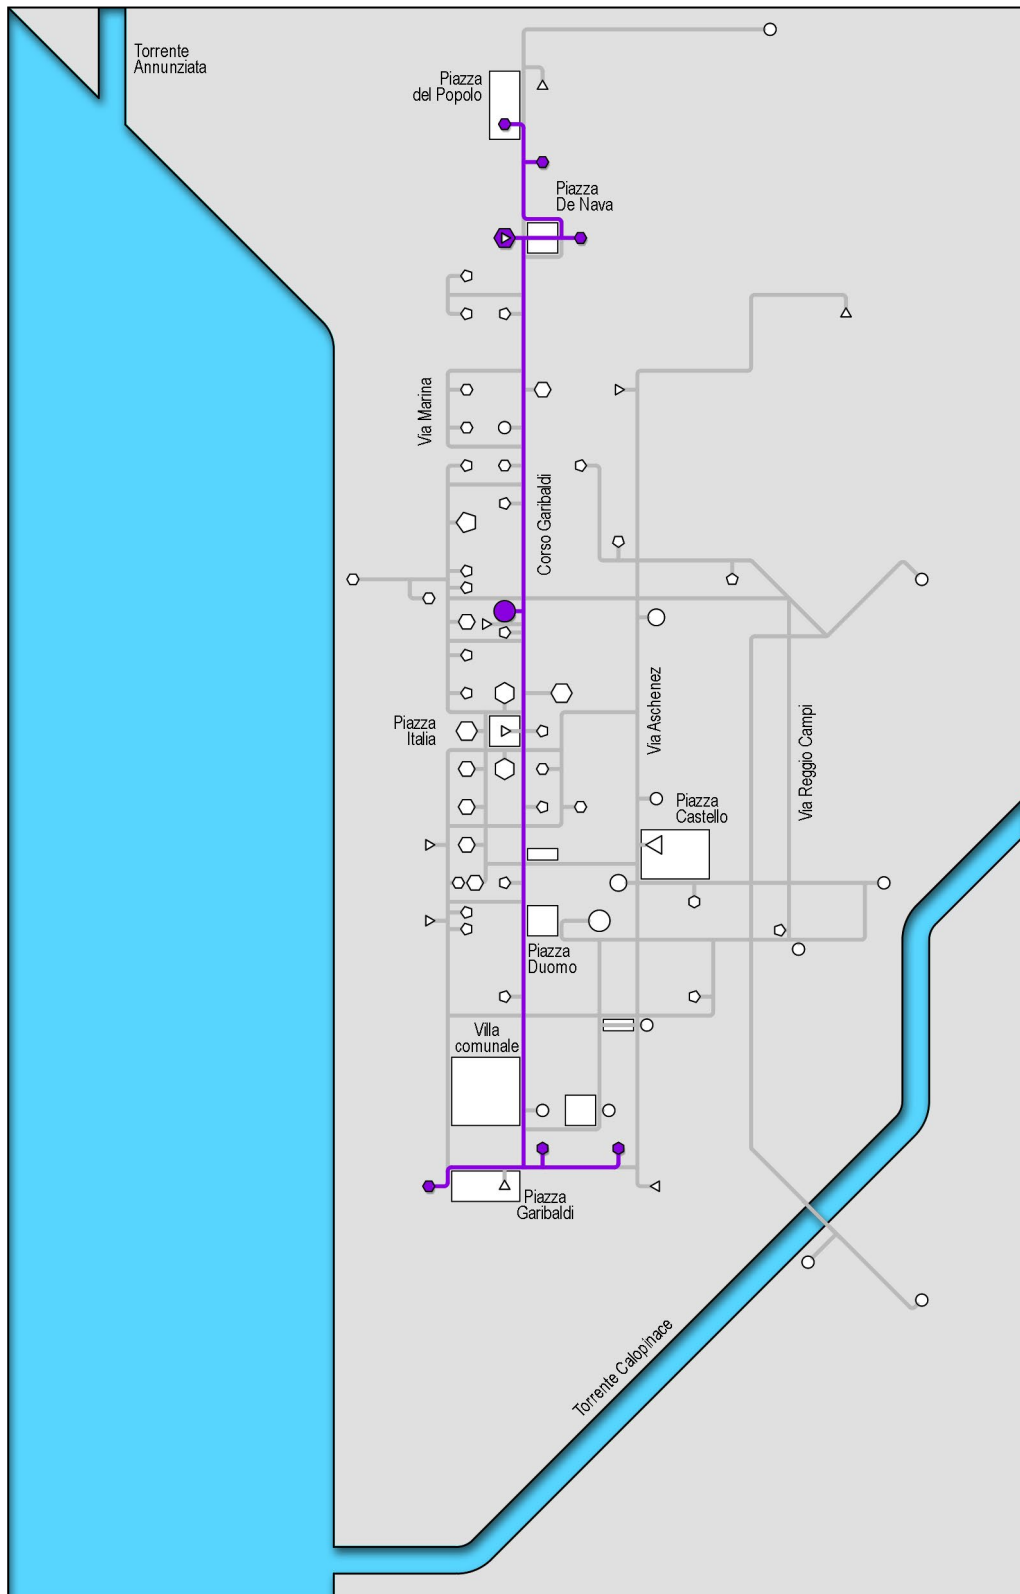 Torrente
Annunziata
Piazza
del Popolo
Piazza
De Nava
Via Marina
Corso Garibaldi
Via Aschenez
Piazza
Italia
Via Reggio Campi
Piazza
Castello
Piazza
Duomo
Villa
comunale
Piazza
Garibaldi
Torrente Calopinace